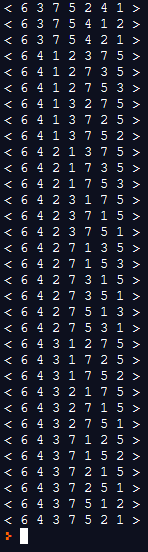 < 6 3 7 5 2 4 1 >
< 6 3 7 5 4 1 2 >
< 6 3 7 5 4 2 1 >
< 6 4 1 2 3 7 5 >
< 6 4 1 2 7 3 5 >
< 6 4 1 2 7 5 3 >
< 6 4 1 3 2 7 5 >
< 6 4 1 3 7 2 5 >
< 6 4 1 3 7 5 2 >
< 6 4 2 1 3 7 5 >
< 6 4 2 1 7 3 5 >
< 6 4 2 1 7 5 3 >
< 6 4 2 3 1 7 5 >
< 6 4 2 3 7 1 5 >
< 6 4 2 3 7 5 1 >
< 6 4 2 7 1 3 5 >
< 6 4 2 7 1 5 3 >
< 6 4 2 7 3 1 5 >
< 6 4 2 7 3 5 1 >
< 6 4 2 7 5 1 3 >
< 6 4 2 7 5 3 1 >
< 6 4 3 1 2 7 5 >
< 6 4 3 1 7 2 5 >
< 6 4 3 1 7 5 2 >
< 6 4 3 2 1 7 5 >
< 6 4 3 2 7 1 5 >
< 6 4 3 2 7 5 1 >
< 6 4 3 7 1 2 5 >
< 6 4 3 7 1 5 2 >
< 6 4 3 7 2 1 5 >
< 6 4 3 7 2 5 1 >
< 6 4 3 7 5 1 2 >
< 6 4 3 7 5 2 1 >
>